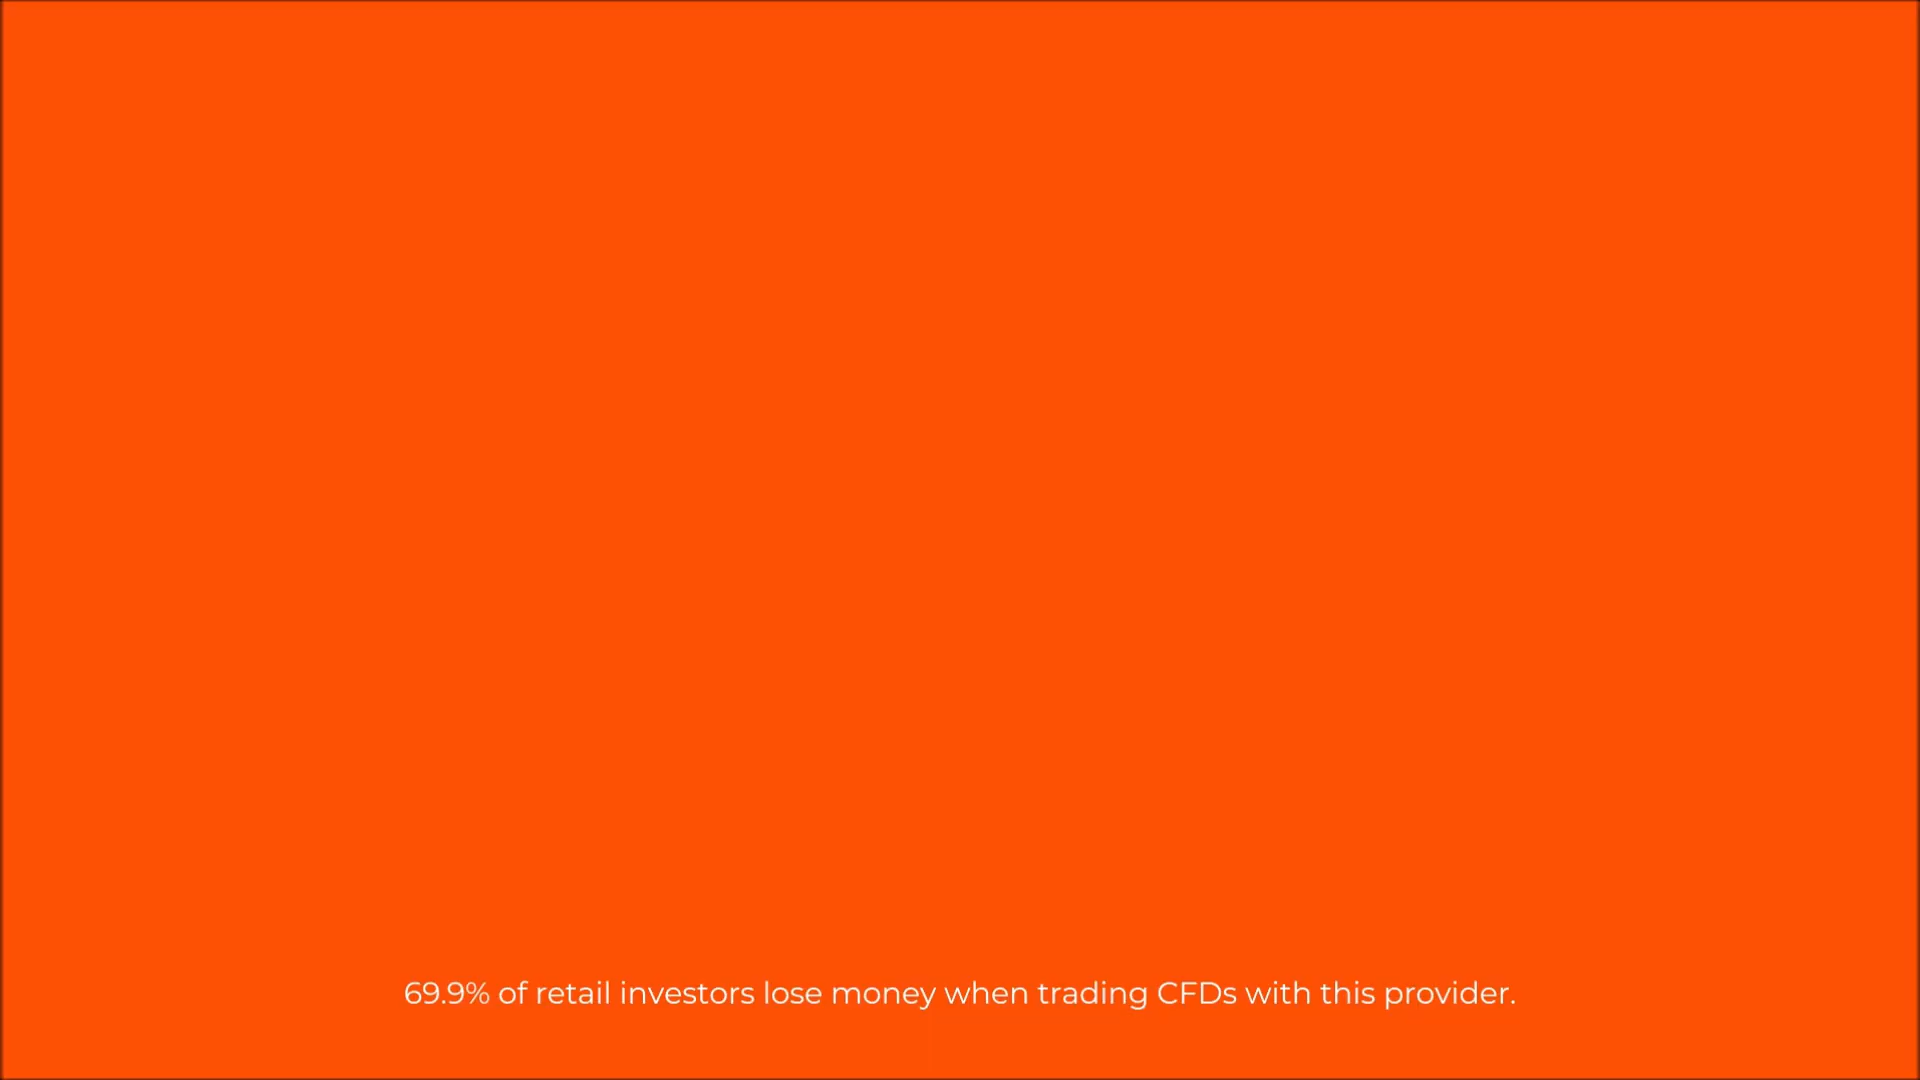 69.9% of retail investors lose money when trading CFDs with this provider.